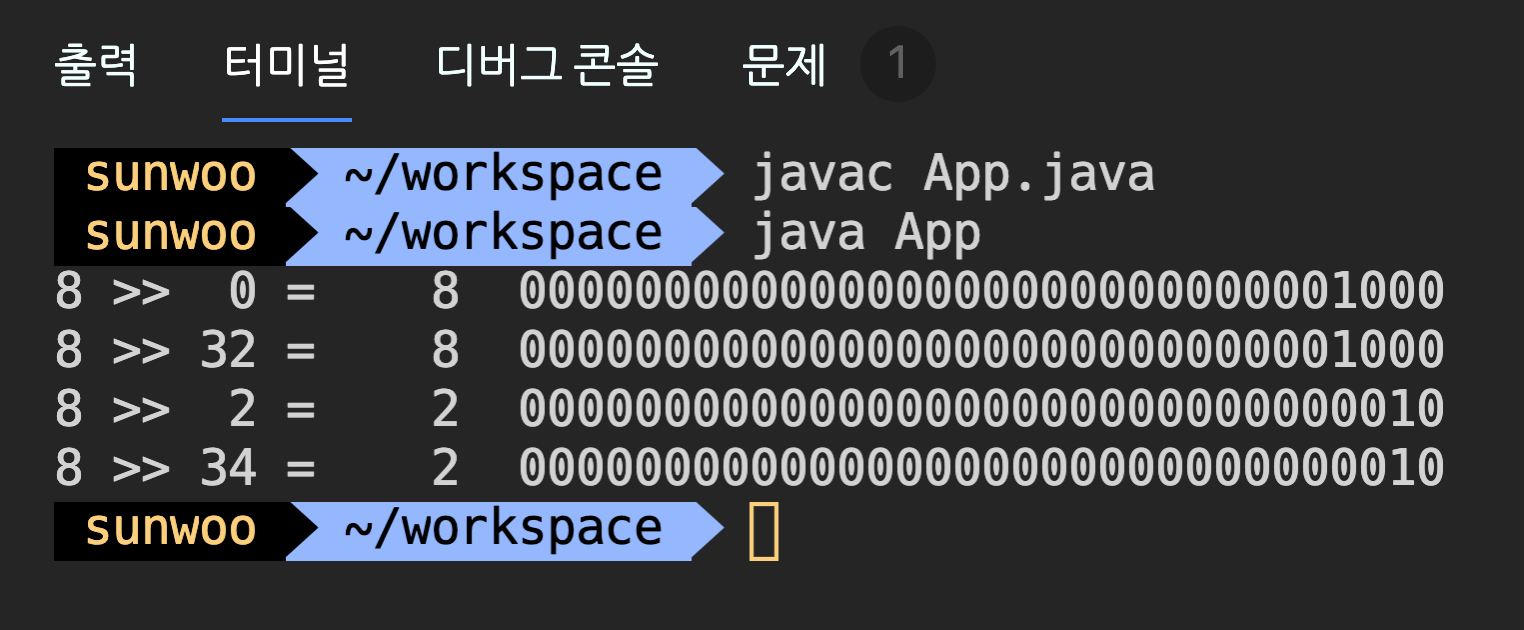 출력 터미널 디버그 콘솔 문제 1
sunwoo ~/workspace javac App.java
sunwoo ~/workspace java App
8 >>  0 =    8  00000000000000000000000000001000
8 >> 32 =    8  00000000000000000000000000001000
8 >>  2 =    2  00000000000000000000000000000010
8 >> 34 =    2  00000000000000000000000000000010
sunwoo ~/workspace